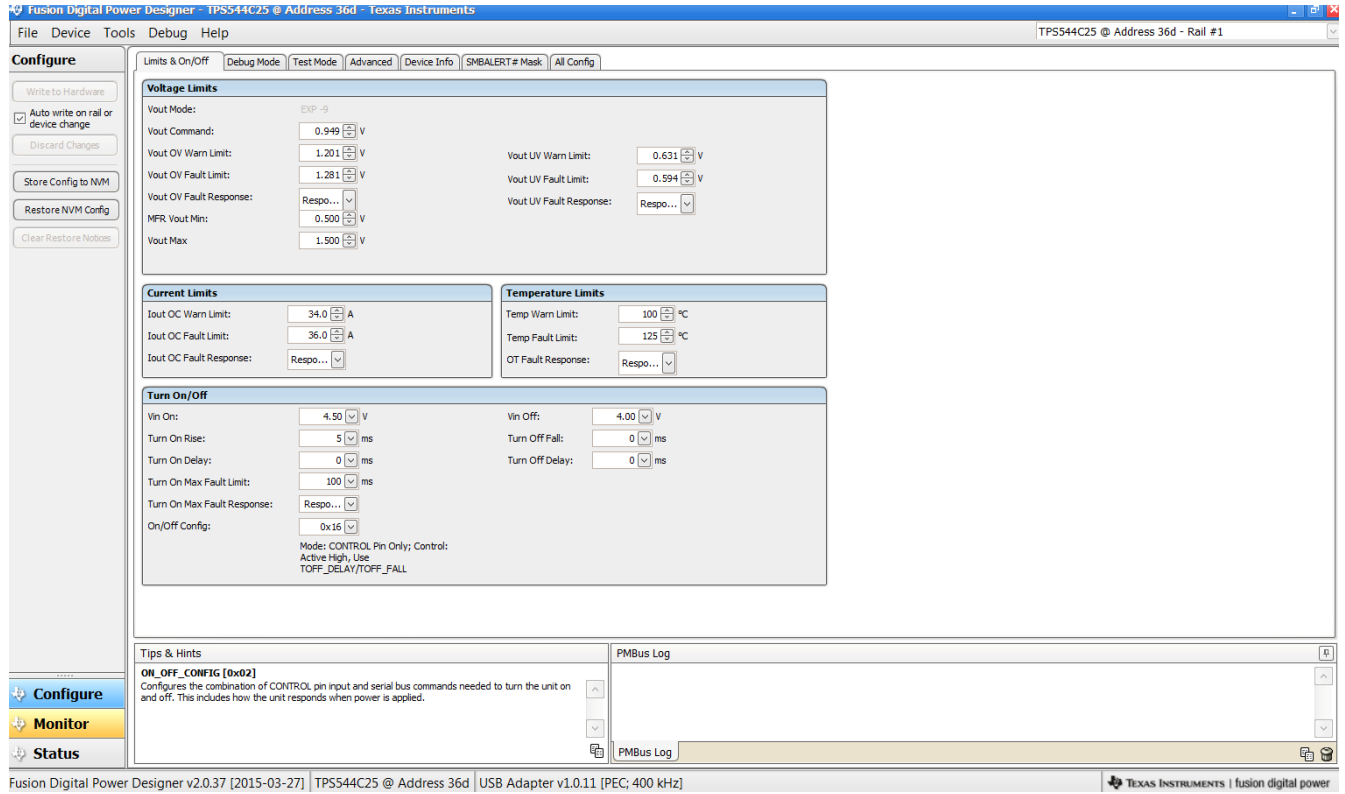 Fusion Digital Power Designer - TPS544C25 @ Address 36d - Texas Instruments
File Device Tools Debug Help
TPS544C25 @ Address 36d - Rail #1
Configure
Write to Hardware
Auto write on rail or
device change
Discard Changes
Store Config to NVM
Restore NVM Config
Clear Restore Notices
Limits & On/Off Debug Mode Test Mode Advanced Device Info SMBALERT# Mask All Config
Voltage Limits
Vout Mode: EXP -9
Vout Command: 0.949 V
Vout OV Warn Limit: 1.201 V
Vout UV Warn Limit: 0.631 V
Vout OV Fault Limit: 1.281 V
Vout UV Fault Limit: 0.594 V
Vout OV Fault Response: Respo...
Vout UV Fault Response: Respo...
MFR Vout Min: 0.500 V
Vout Max 1.500 V
Current Limits
Iout OC Warn Limit: 34.0 A
Iout OC Fault Limit: 36.0 A
Iout OC Fault Response: Respo...
Temperature Limits
Temp Warn Limit: 100 ºC
Temp Fault Limit: 125 ºC
OT Fault Response: Respo...
Turn On/Off
Vin On: 4.50 V
Vin Off: 4.00 V
Turn On Rise: 5 ms
Turn Off Fall: 0 ms
Turn On Delay: 0 ms
Turn Off Delay: 0 ms
Turn On Max Fault Limit: 100 ms
Turn On Max Fault Response: Respo...
On/Off Config: 0x16
Mode: CONTROL Pin Only; Control:
Active High, Use
TOFF_DELAY/TOFF_FALL
Tips & Hints
ON_OFF_CONFIG [0x02]
Configures the combination of CONTROL pin input and serial bus commands needed to turn the unit on
and off. This includes how the unit responds when power is applied.
PMBus Log
PMBus Log
Configure
Monitor
Status
Fusion Digital Power Designer v2.0.37 [2015-03-27] TPS544C25 @ Address 36d USB Adapter v1.0.11 [PEC; 400 kHz]
TEXAS INSTRUMENTS | fusion digital power